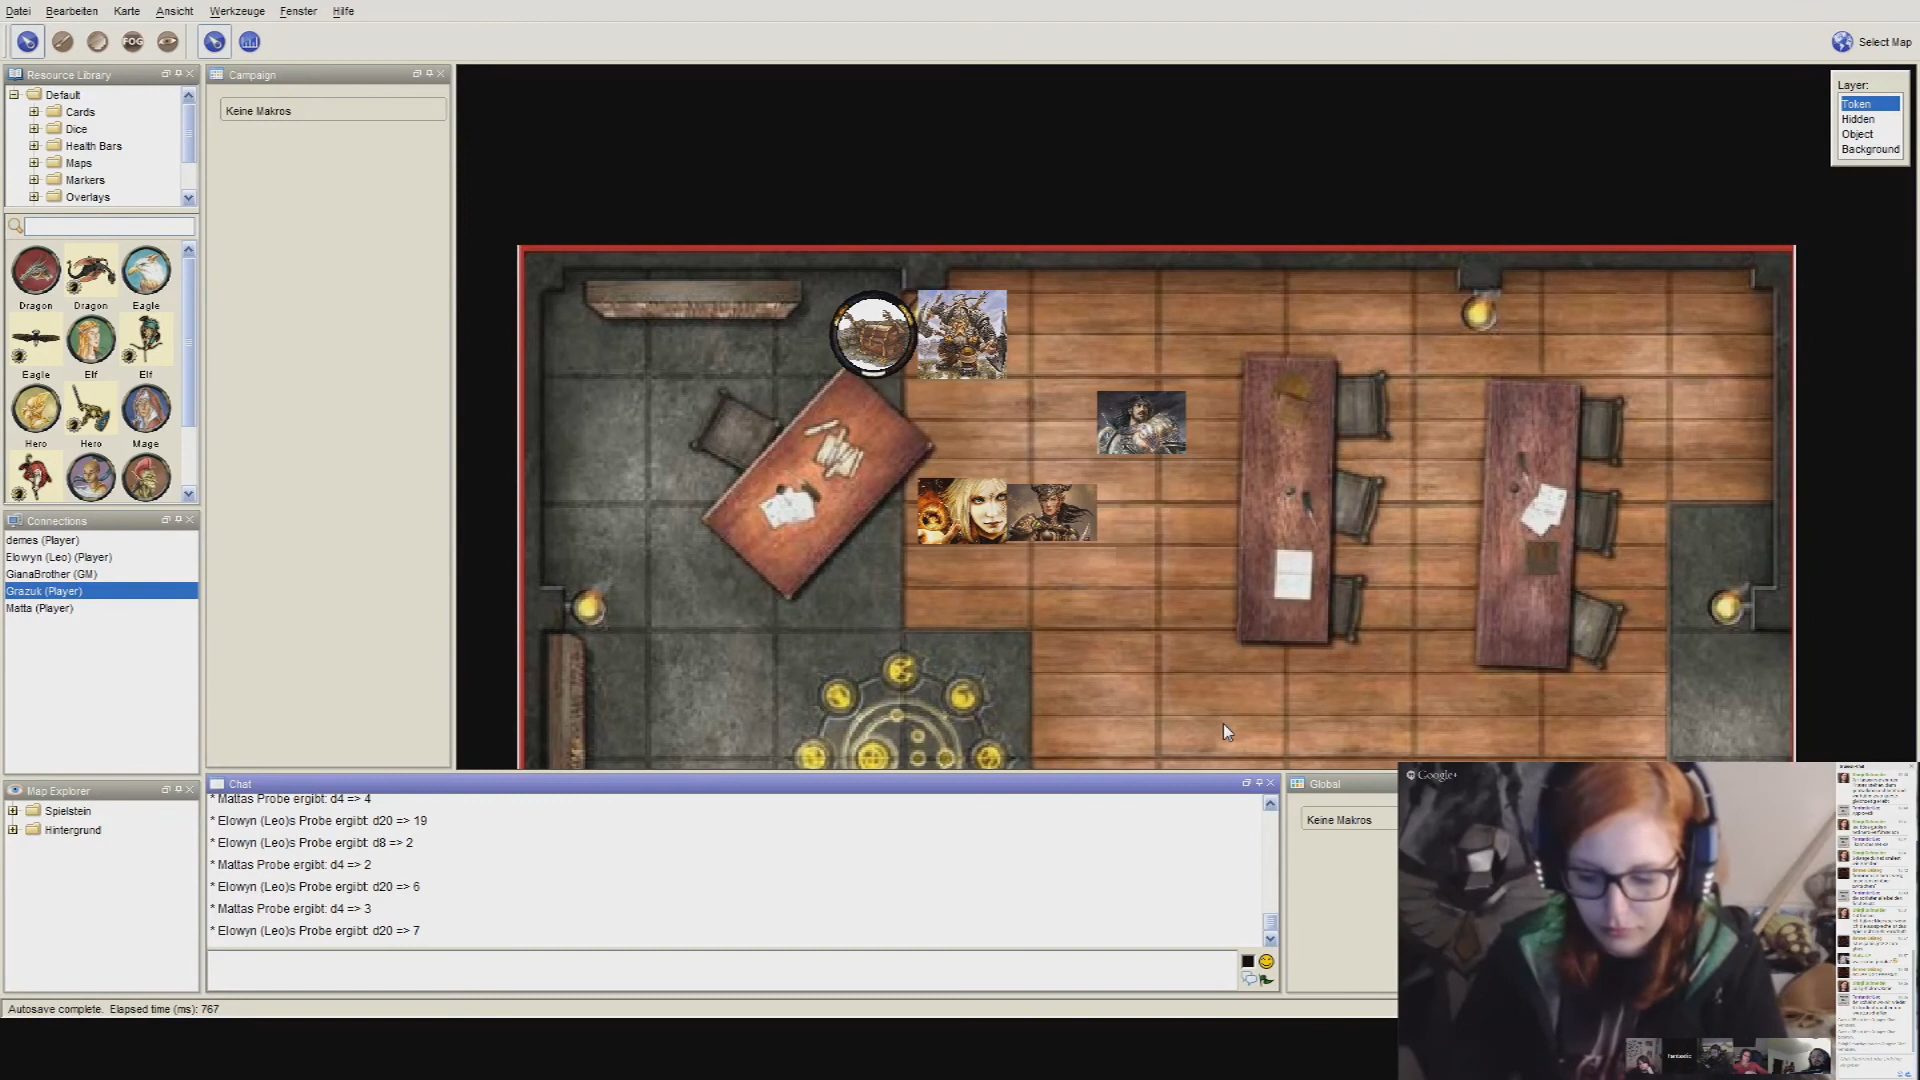 Datei Bearbeiten Karte Ansicht Werkzeuge Fenster Hilfe
FOG
Select Map
Resource Library
Default
Cards
Dice
Health Bars
Maps
Markers
Overlays
Dragon Dragon Eagle
Eagle Elf Elf
Hero Hero Mage
Campaign
Keine Makros
Layer:
Token
Hidden
Object
Background
Connections
demes (Player)
Elowyn (Leo) (Player)
GianaBrother (GM)
Grazuk (Player)
Matta (Player)
Map Explorer
Spielstein
Hintergrund
Chat
* Mattas Probe ergibt: d4 => 4
* Elowyn (Leo)s Probe ergibt: d20 => 19
* Elowyn (Leo)s Probe ergibt: d8 => 2
* Mattas Probe ergibt: d4 => 2
* Elowyn (Leo)s Probe ergibt: d20 => 6
* Mattas Probe ergibt: d4 => 3
* Elowyn (Leo)s Probe ergibt: d20 => 7
Global
Keine Makros
Google+
Fantastic
Autosave complete. Elapsed time (ms): 767